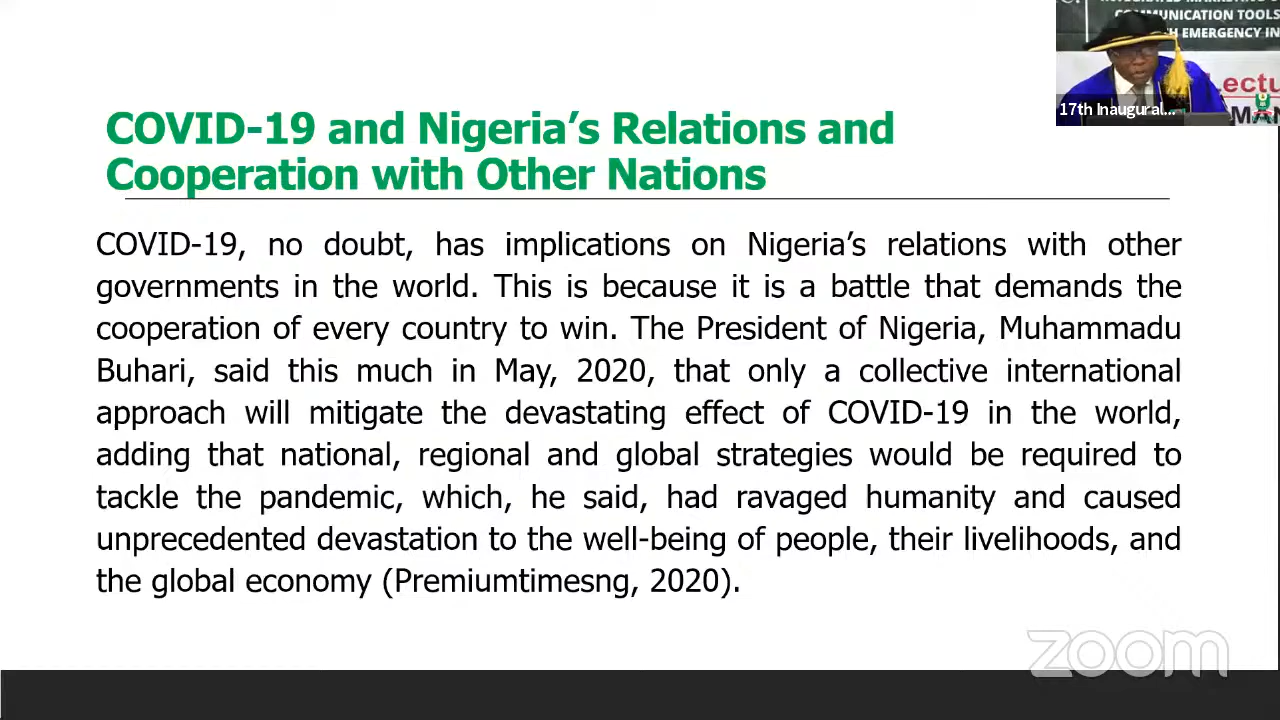 COMMUNICATION TOOLS
EMERGENCY IN
Lectu
17th Inaugural...
COVID-19 and Nigeria’s Relations and
Cooperation with Other Nations
COVID-19, no doubt, has implications on Nigeria’s relations with other
governments in the world. This is because it is a battle that demands the
cooperation of every country to win. The President of Nigeria, Muhammadu
Buhari, said this much in May, 2020, that only a collective international
approach will mitigate the devastating effect of COVID-19 in the world,
adding that national, regional and global strategies would be required to
tackle the pandemic, which, he said, had ravaged humanity and caused
unprecedented devastation to the well-being of people, their livelihoods, and
the global economy (Premiumtimesng, 2020).
zoom